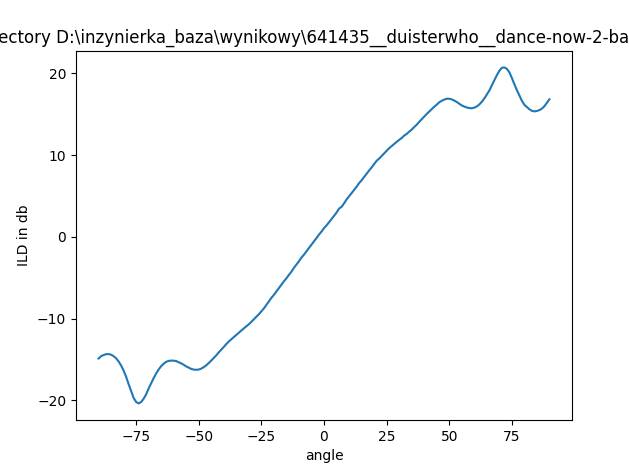 ectory D:\inzynierka_baza\wynikowy\641435__duisterwho__dance-now-2-ba
20
10
0
−10
−20
ILD in db
−75 −50 −25 0 25 50 75
angle